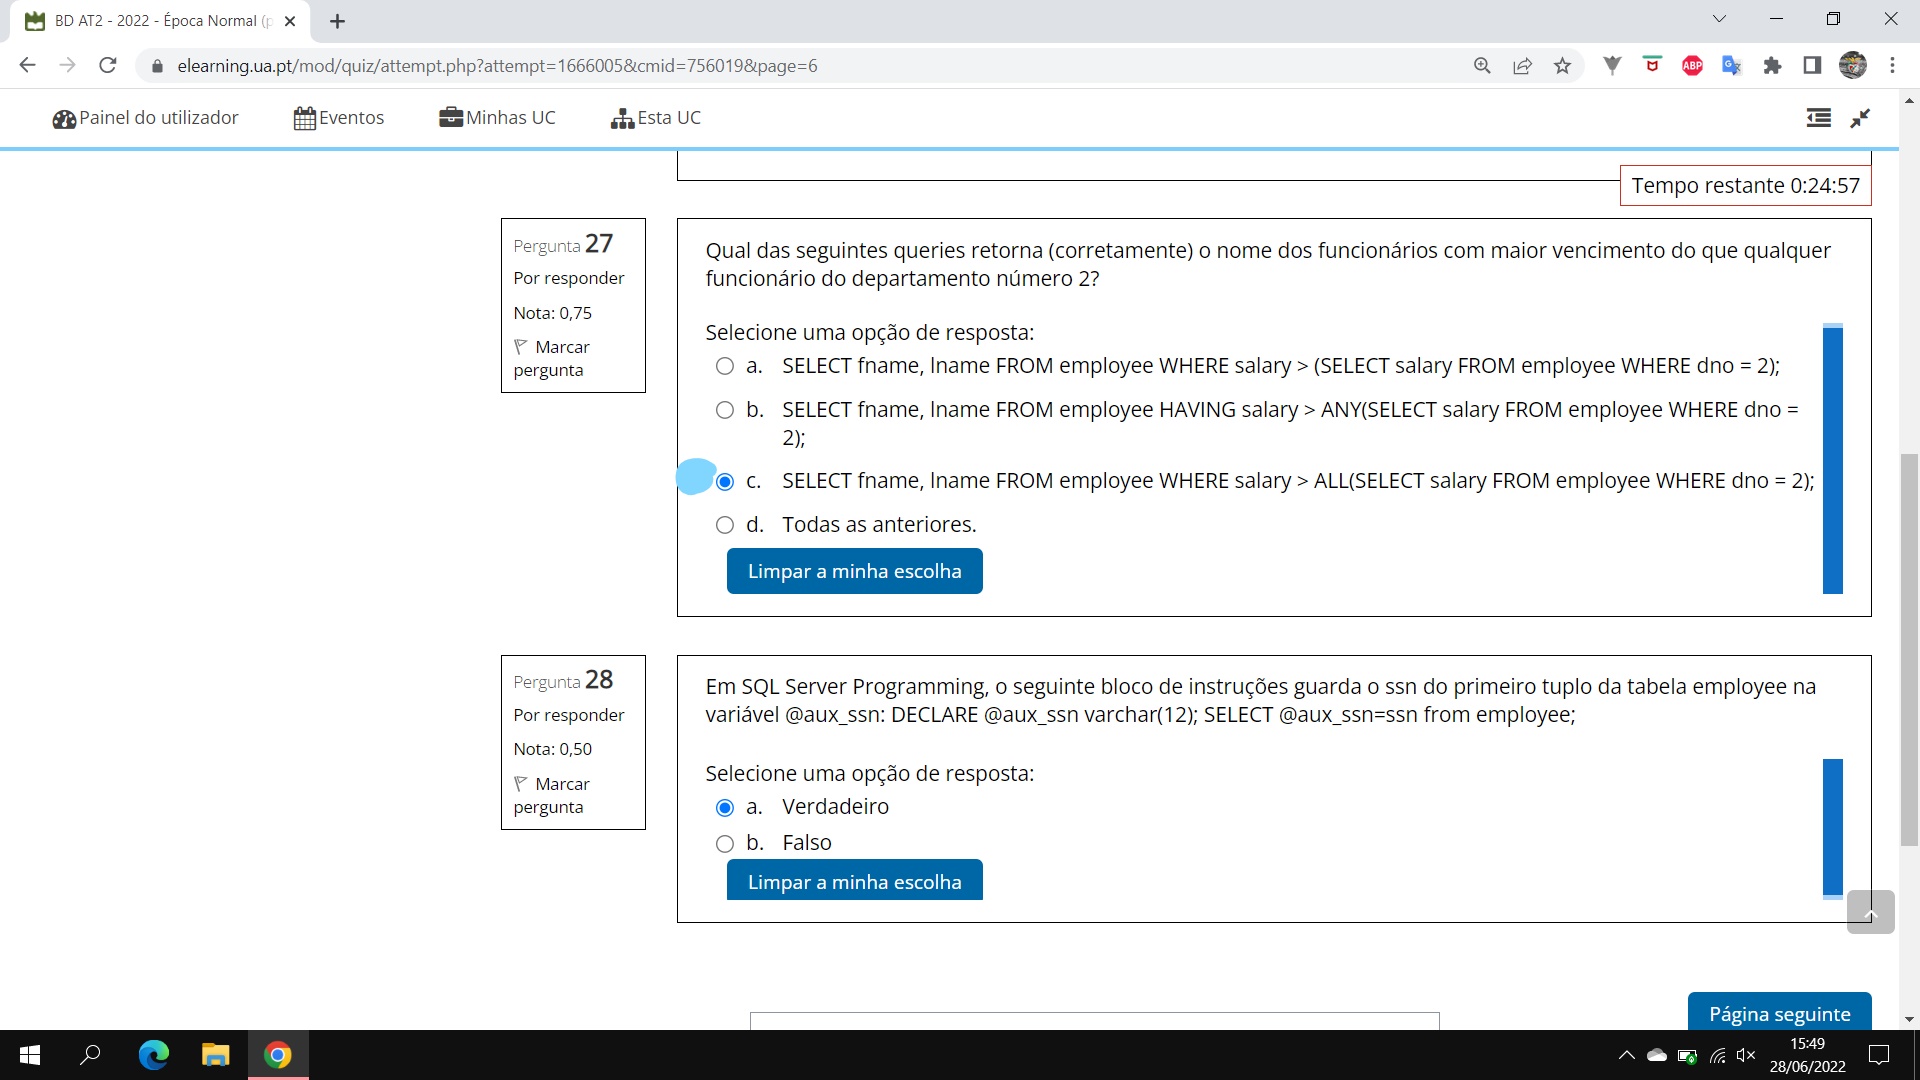 BD AT2 - 2022 - Época Normal (p
elearning.ua.pt/mod/quiz/attempt.php?attempt=1666005&cmid=756019&page=6
ABP
Painel do utilizador
Eventos
Minhas UC
Esta UC
Tempo restante 0:24:57
Pergunta 27
Por responder
Nota: 0,75
Marcar
pergunta
Qual das seguintes queries retorna (corretamente) o nome dos funcionários com maior vencimento do que qualquer
funcionário do departamento número 2?
Selecione uma opção de resposta:
a. SELECT fname, lname FROM employee WHERE salary > (SELECT salary FROM employee WHERE dno = 2);
b. SELECT fname, lname FROM employee HAVING salary > ANY(SELECT salary FROM employee WHERE dno =
2);
c. SELECT fname, lname FROM employee WHERE salary > ALL(SELECT salary FROM employee WHERE dno = 2);
d. Todas as anteriores.
Limpar a minha escolha
Pergunta 28
Por responder
Nota: 0,50
Marcar
pergunta
Em SQL Server Programming, o seguinte bloco de instruções guarda o ssn do primeiro tuplo da tabela employee na
variável @aux_ssn: DECLARE @aux_ssn varchar(12); SELECT @aux_ssn=ssn from employee;
Selecione uma opção de resposta:
a. Verdadeiro
b. Falso
Limpar a minha escolha
Página seguinte
15:49
28/06/2022